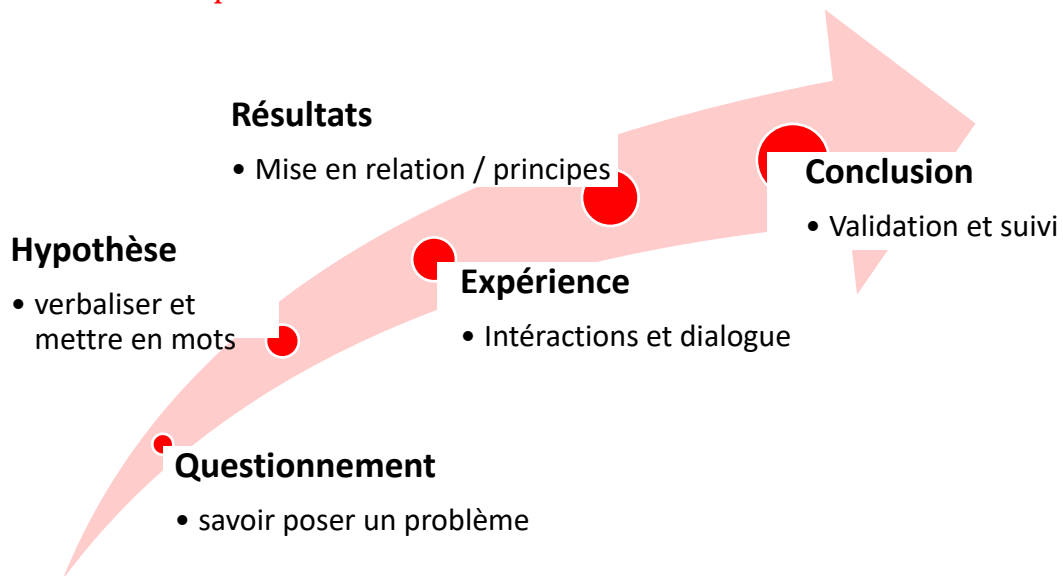 Résultats
• Mise en relation / principes
Conclusion
• Validation et suivi
Hypothèse
• verbaliser et
mettre en mots
Expérience
• Intéractions et dialogue
Questionnement
• savoir poser un problème